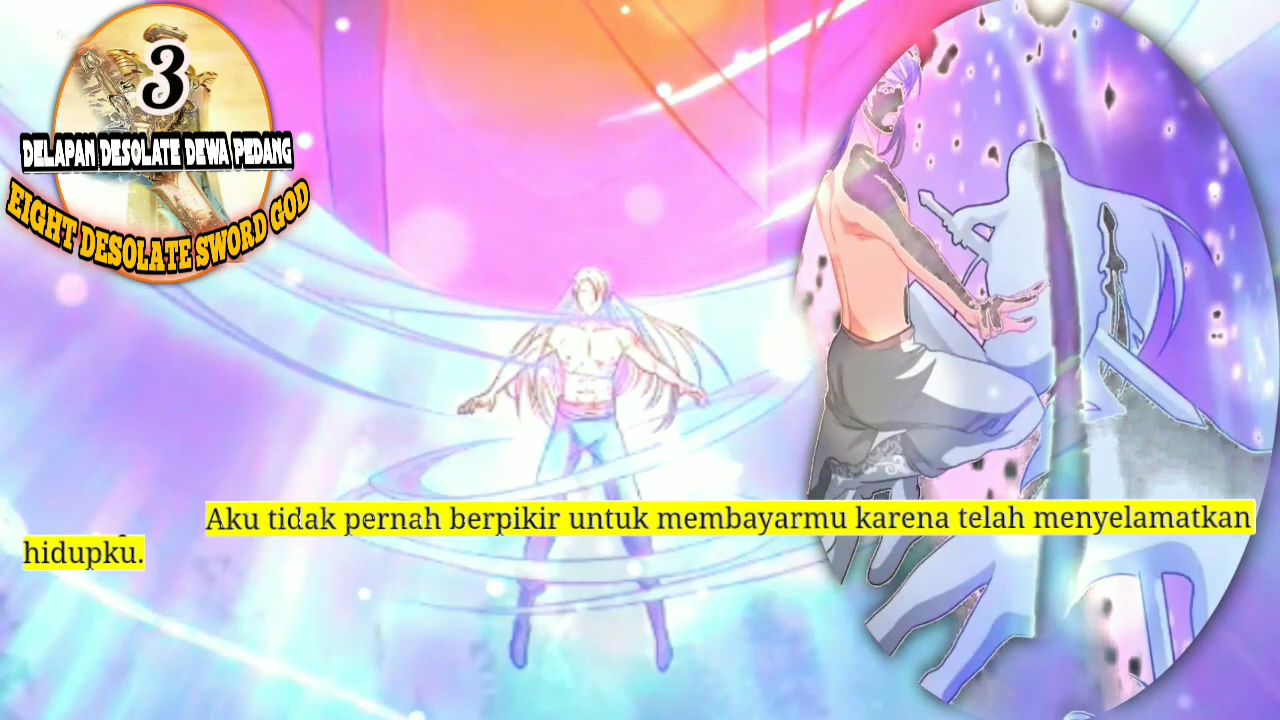 3
DELAPAN DESOLATE DEWA PEDANG
EIGHT DESOLATE SWORD GOD
Aku tidak pernah berpikir untuk membayarmu karena telah menyelamatkan
hidupku.